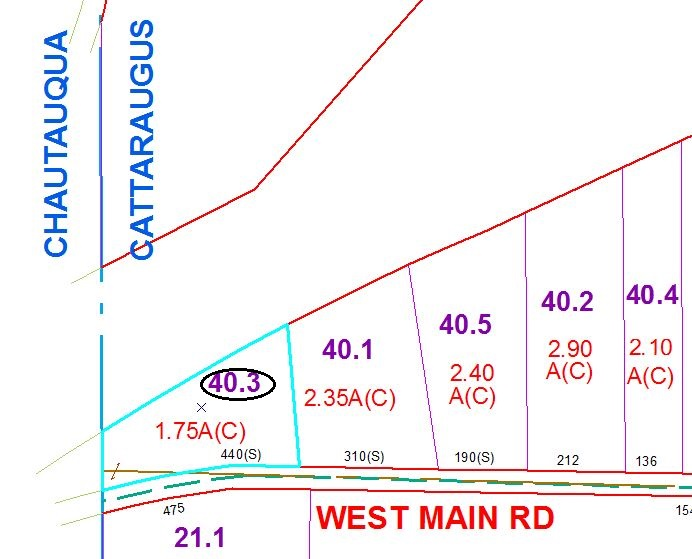 CHAUTAUQUA
CATTARAUGUS
40.3
1.75A(C)
440(S)
40.1
2.35A(C)
310(S)
40.5
2.40
A(C)
190(S)
40.2
2.90
A(C)
212
40.4
2.10
A(C)
136
475
21.1
WEST MAIN RD
154